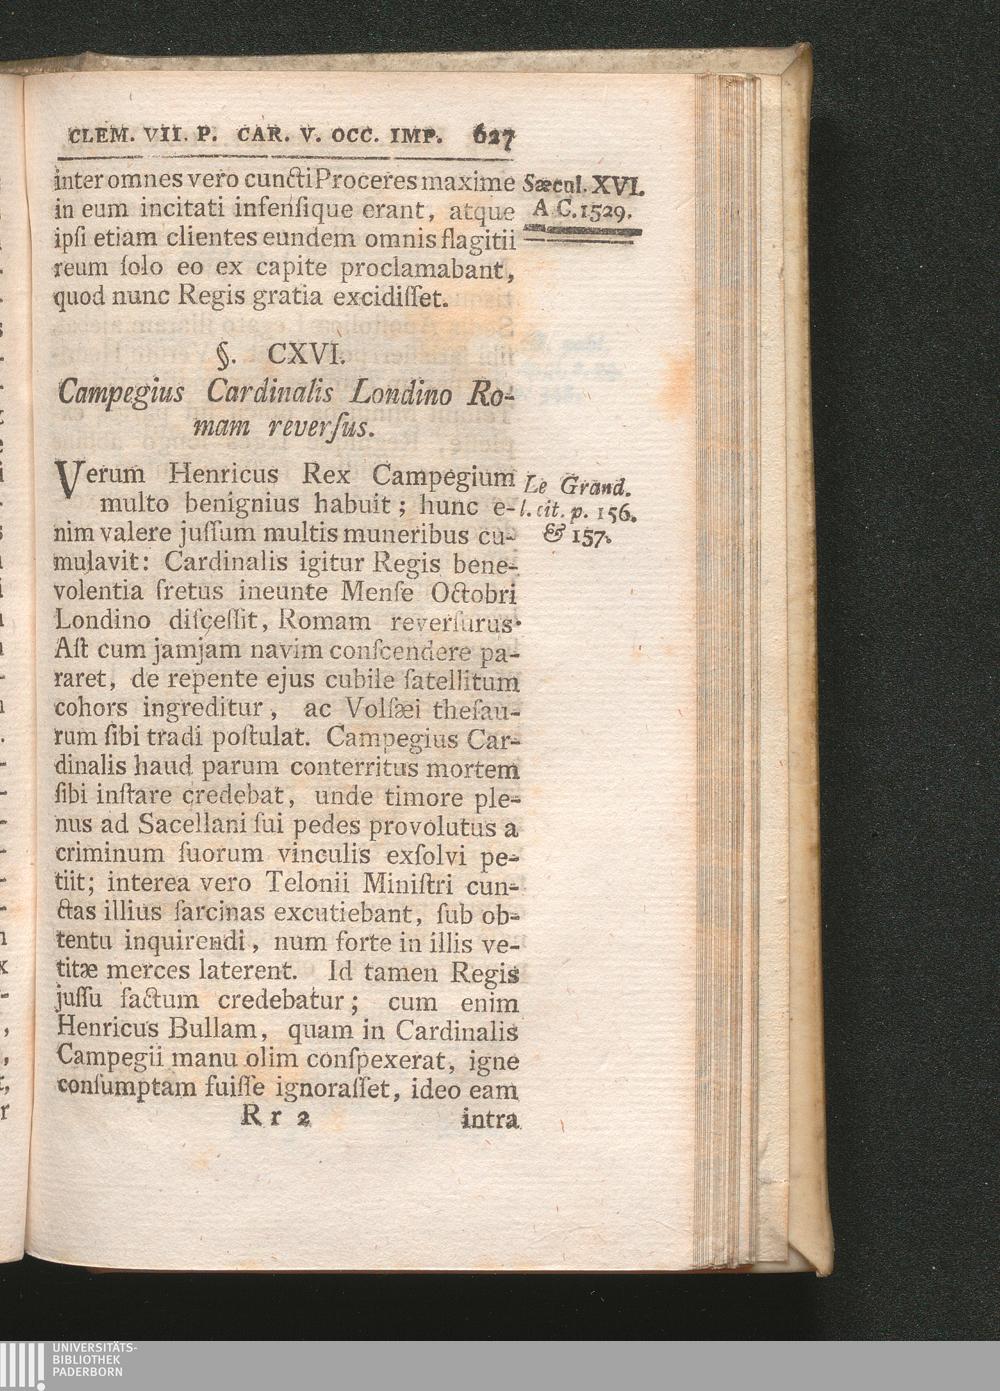 CLEM. VII. P. CAR. V. OCC. IMP. 627
inter omnes vero cuncti Proceres maxime
in eum incitati infensique erant, atque
ipſi etiam clientes eundem omnis flagitii
reum ſolo eo ex capite proclamabant,
quod nunc Regis gratia excidiſſet.
Sæcul. XVI.
A C. 1529.
§. CXVI.
Campegius Cardinalis Londino Ro-
mam reverſus.
Verum Henricus Rex Campegium
multo benignius habuit; hunc e-
nim valere juſſum multis muneribus cu-
mulavit: Cardinalis igitur Regis bene-
volentia fretus ineunte Menſe Octobri
Londino diſceſſit, Romam reverſurus.
Aſt cum jamjam navim conſcendere pa-
raret, de repente ejus cubile ſatellitum
cohors ingreditur, ac Volſæi theſau-
rum ſibi tradi poſtulat. Campegius Car-
dinalis haud parum conterritus mortem
ſibi inſtare credebat, unde timore ple-
nus ad Sacellani ſui pedes provolutus a
criminum ſuorum vinculis exſolvi pe-
tiit; interea vero Telonii Miniſtri cun-
ctas illius ſarcinas excutiebant, ſub ob-
tentu inquirendi, num forte in illis ve-
titæ merces laterent. Id tamen Regis
juſſu factum credebatur; cum enim
Henricus Bullam, quam in Cardinalis
Campegii manu olim conſpexerat, igne
conſumptam fuiſſe ignoraſſet, ideo eam
Le Grand.
l. cit. p. 156.
& 157.
R r 2 intra
UNIVERSITÄTS-
BIBLIOTHEK
PADERBORN